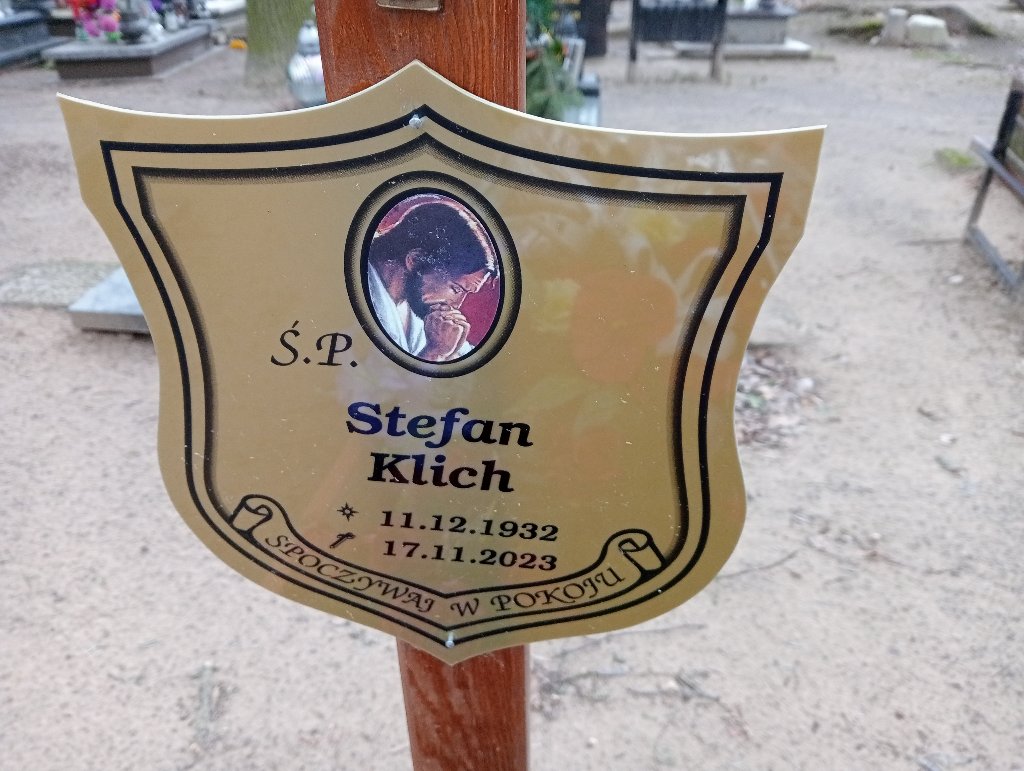 Ś.P.
Stefan
Klich
11.12.1932
17.11.2023
SPOCZYWAJ W POKOJU